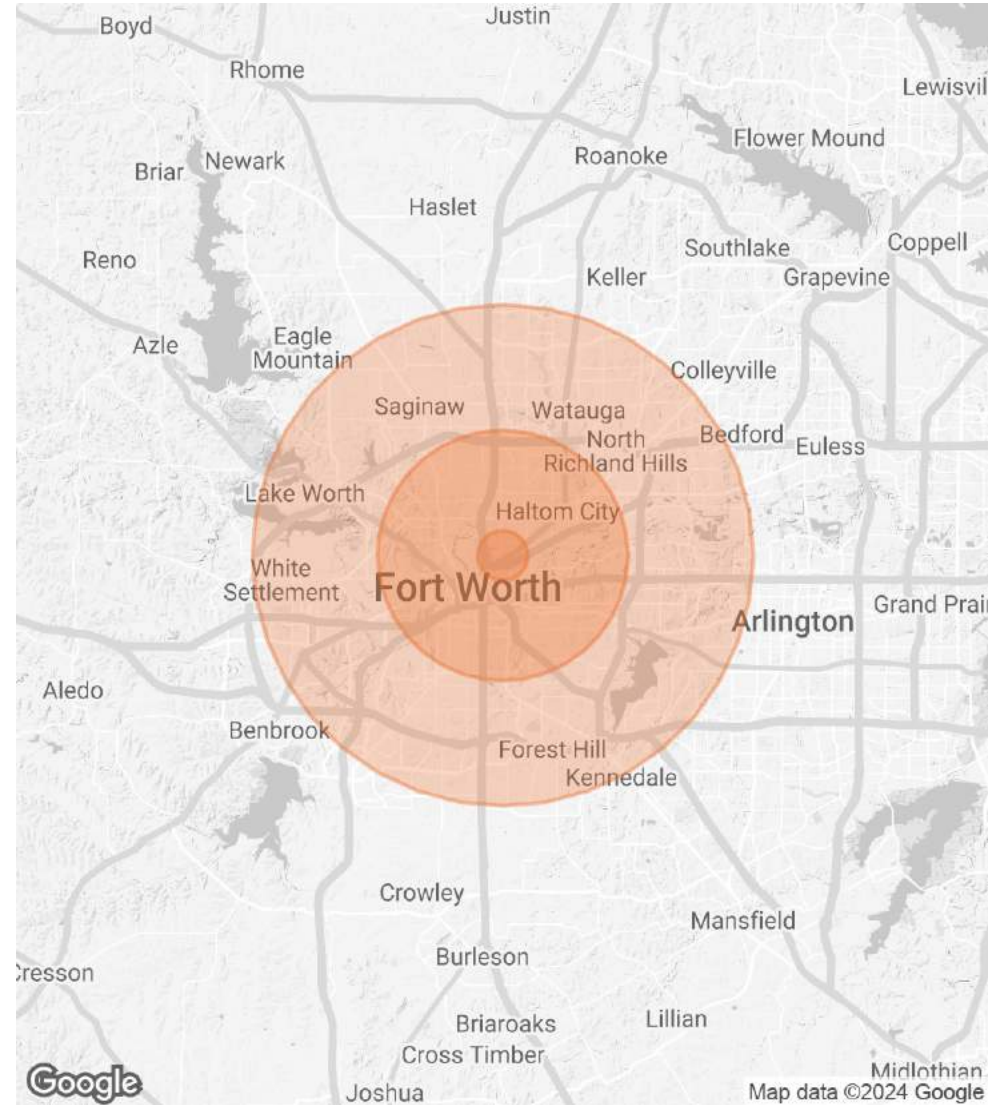 Justin
Boyd
Rhome
Lewisvil
Flower Mound
Roanoke
Briar
Newark
Haslet
Southlake
Coppell
Reno
Keller
Grapevine
Azle
Eagle
Mountain
Colleyville
Saginaw
Watauga
North
Richland Hills
Bedford
Euless
Lake Worth
Haltom City
White
Settlement
Fort Worth
Arlington
Grand Prair
Aledo
Benbrook
Forest Hill
Kennedale
Crowley
Mansfield
Burleson
Cresson
Briaroaks
Lillian
Cross Timber
Midlothian
Joshua
Google
Map data ©2024 Google